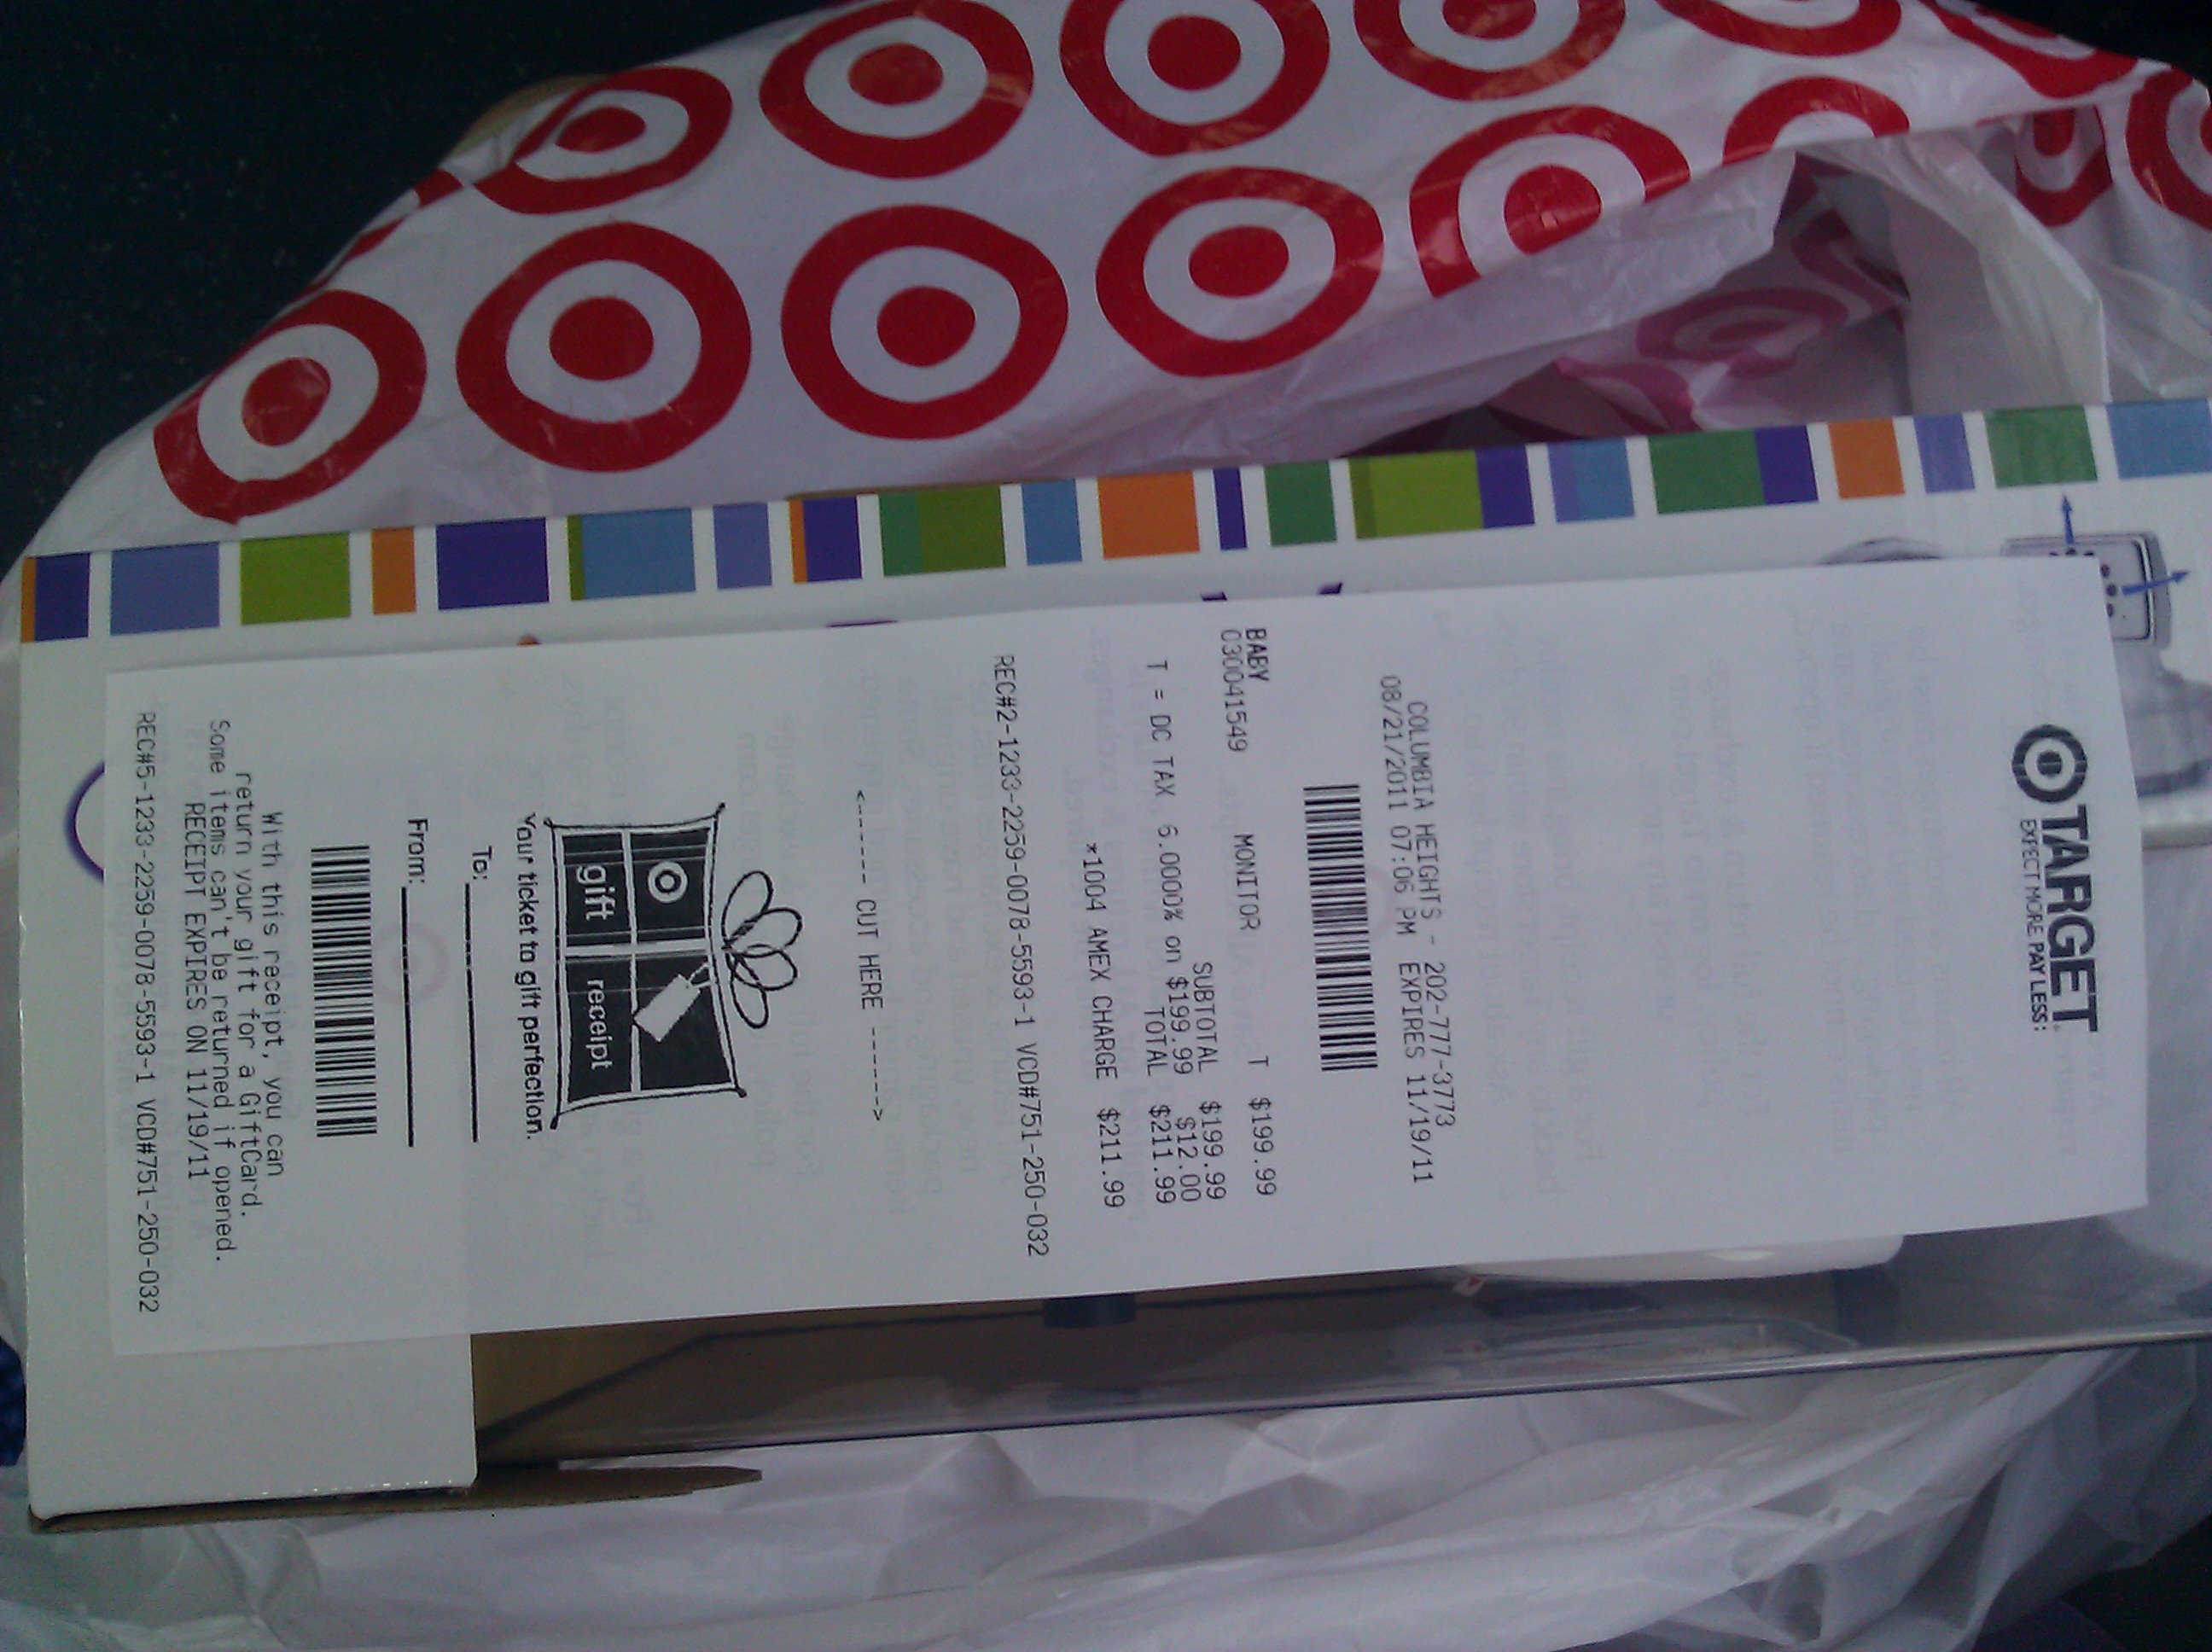 TARGET
EXPECT MORE. PAY LESS:
COLUMBIA HEIGHTS - 202-777-3773
08/21/2011 07:06 PM EXPIRES 11/19/11
BABY
030041549 MONITOR T $199.99
SUBTOTAL $199.99
T = DC TAX 6.0000% on $199.99 $12.00
TOTAL $211.99
*1004 AMEX CHARGE $211.99
REC#2-1233-2259-0078-5593-1 VCD#751-250-032
<----- CUT HERE ------>
gift receipt
Your ticket to gift perfection.
To:
From:
With this receipt, you can
return your gift for a GiftCard.
Some items can't be returned if opened.
RECEIPT EXPIRES ON 11/19/11
REC#5-1233-2259-0078-5593-1 VCD#751-250-032